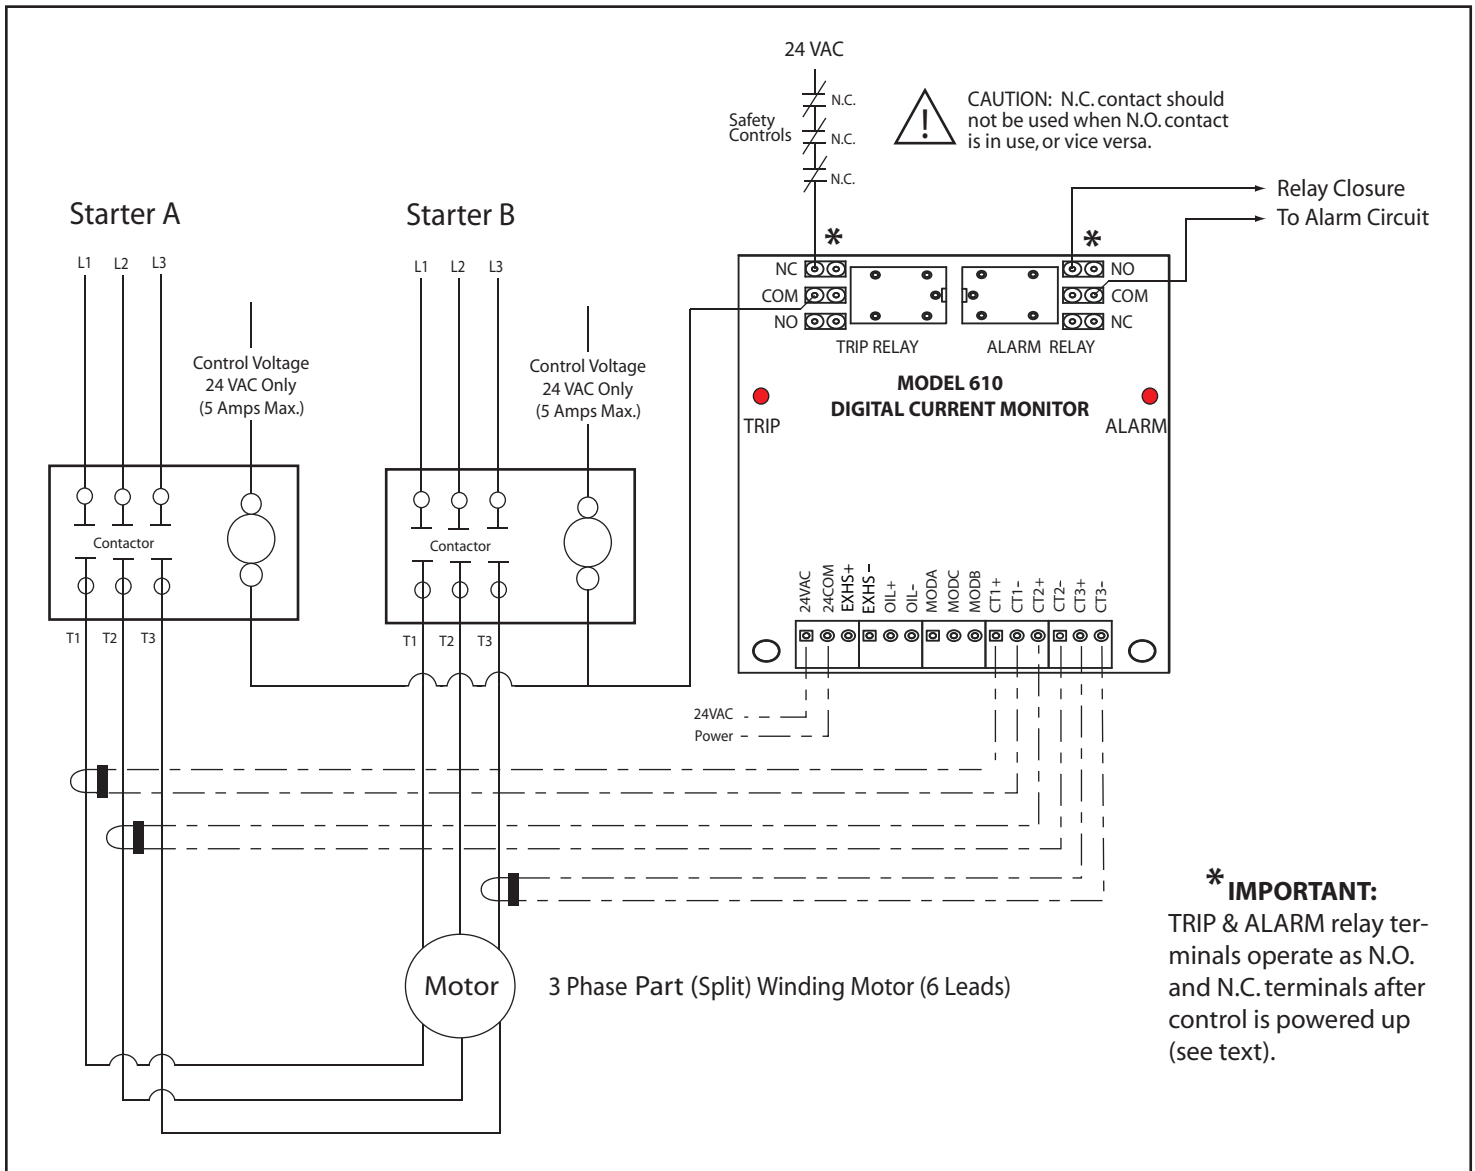 24 VAC
N.C.
Safety
Controls
N.C.
N.C.
CAUTION: N.C. contact should
not be used when N.O. contact
is in use, or vice versa.
Relay Closure
To Alarm Circuit
Starter A
L1 L2 L3
Control Voltage
24 VAC Only
(5 Amps Max.)
Contactor
T1 T2 T3
Starter B
L1 L2 L3
Control Voltage
24 VAC Only
(5 Amps Max.)
Contactor
T1 T2 T3
*
*
NC
COM
NO
NO
COM
NC
TRIP RELAY
ALARM RELAY
MODEL 610
DIGITAL CURRENT MONITOR
TRIP
ALARM
24VAC
24COM
EXHS+
EXHS-
OIL+
OIL-
MODA
MODC
MODB
CT1+
CT1-
CT2+
CT2-
CT3+
CT3-
24VAC
Power
Motor
3 Phase Part (Split) Winding Motor (6 Leads)
* IMPORTANT:
TRIP & ALARM relay ter-
minals operate as N.O.
and N.C. terminals after
control is powered up
(see text).